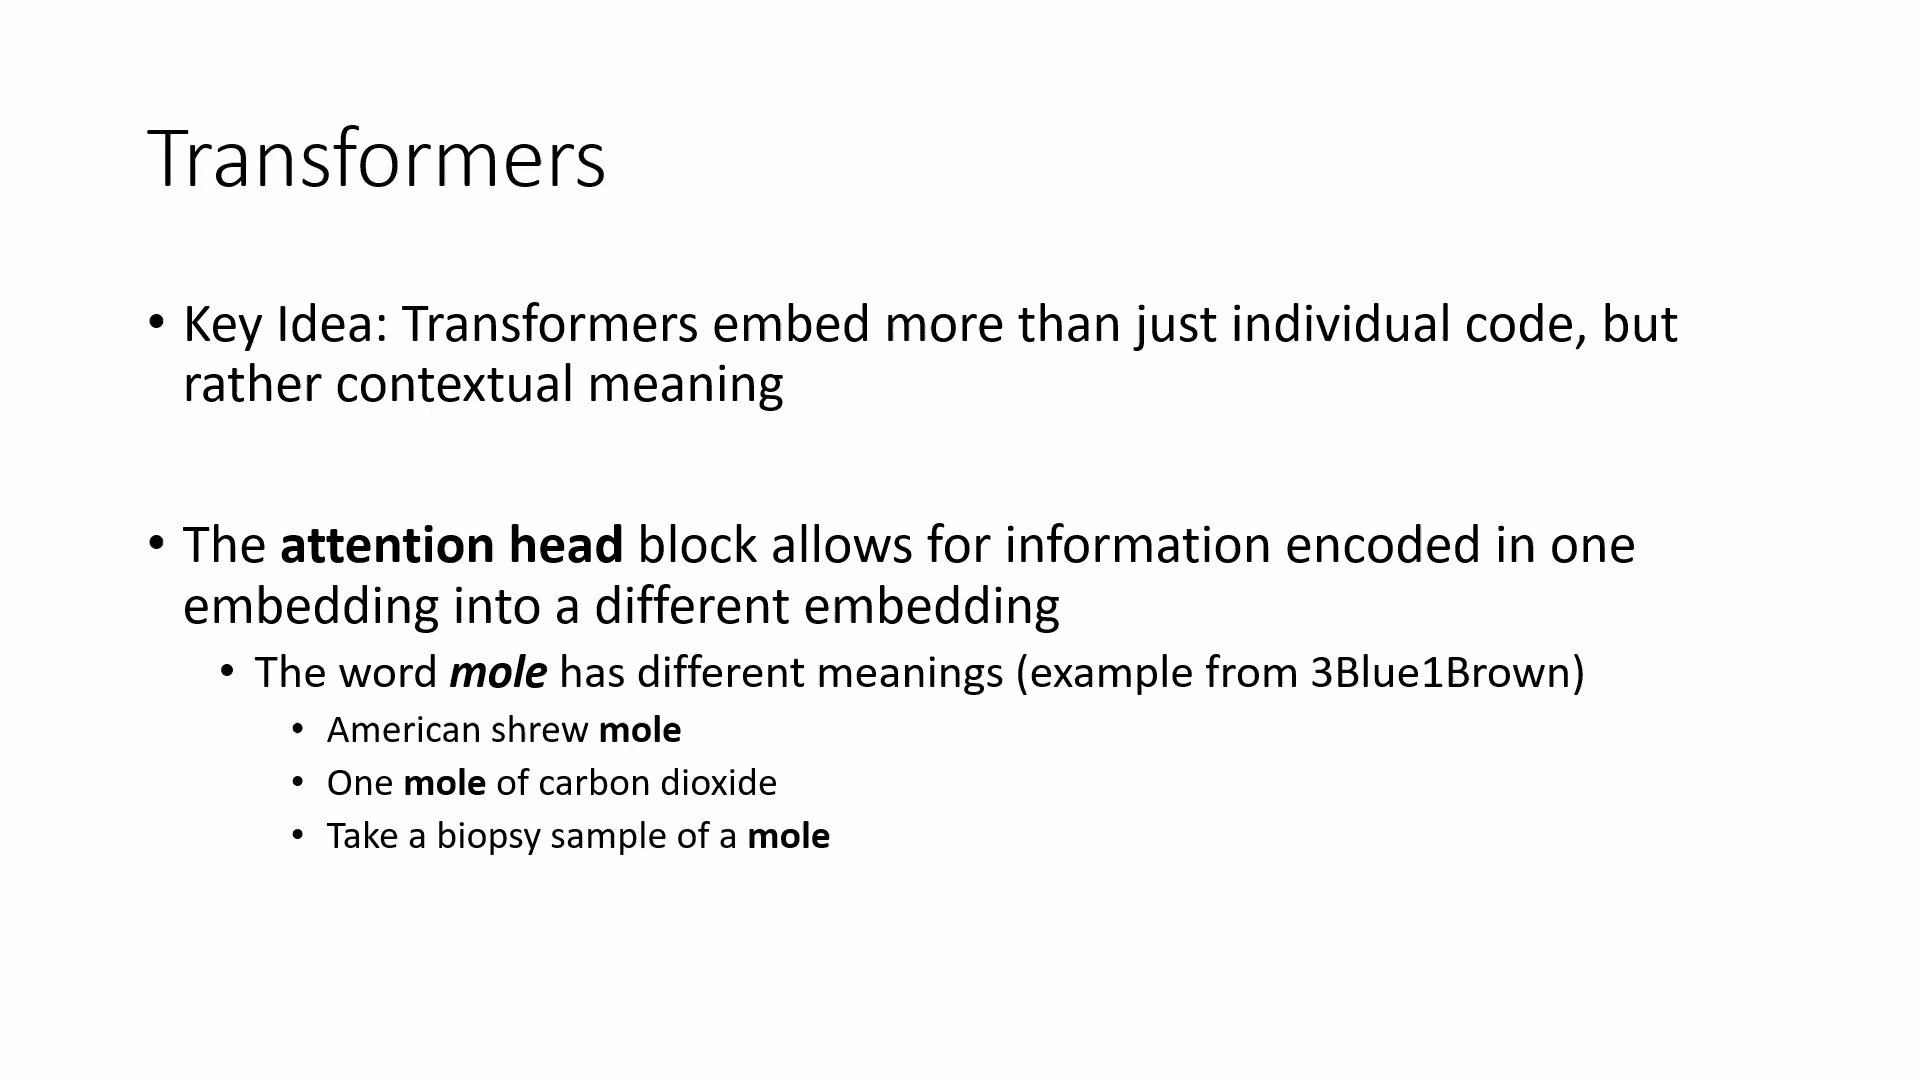 Transformers
• Key Idea: Transformers embed more than just individual code, but
rather contextual meaning
• The attention head block allows for information encoded in one
embedding into a different embedding
• The word mole has different meanings (example from 3Blue1Brown)
• American shrew mole
• One mole of carbon dioxide
• Take a biopsy sample of a mole